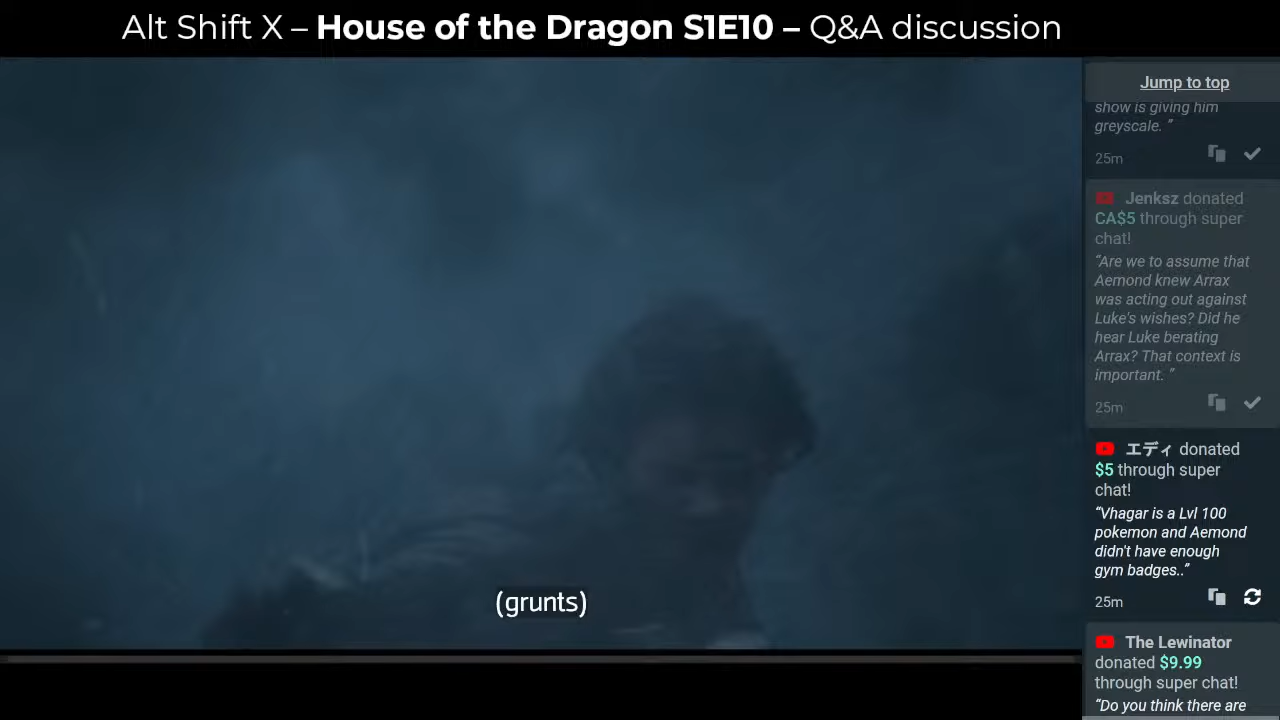 Alt Shift X – House of the Dragon S1E10 – Q&A discussion
(grunts)
Jump to top
show is giving him
greyscale. ”
25m
Jenksz donated
CA$5 through super
chat!
“Are we to assume that
Aemond knew Arrax
was acting out against
Luke's wishes? Did he
hear Luke berating
Arrax? That context is
important. ”
25m
エディ donated
$5 through super
chat!
“Vhagar is a Lvl 100
pokemon and Aemond
didn't have enough
gym badges..”
25m
The Lewinator
donated $9.99
through super chat!
“Do you think there are